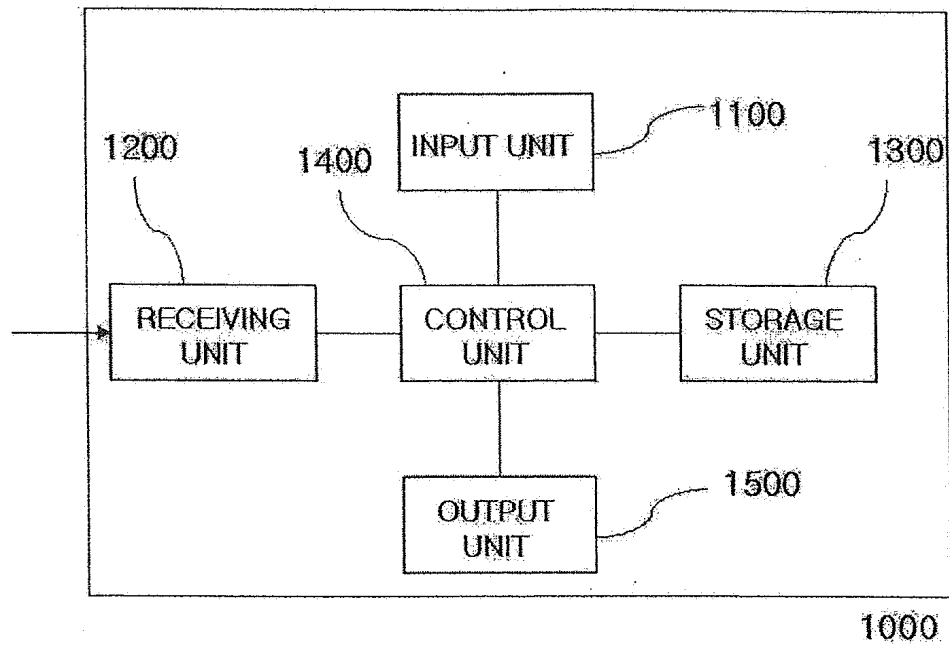 1100
INPUT UNIT
1200
1400
1300
RECEIVING
UNIT
CONTROL
UNIT
STORAGE
UNIT
OUTPUT
UNIT
1500
1000